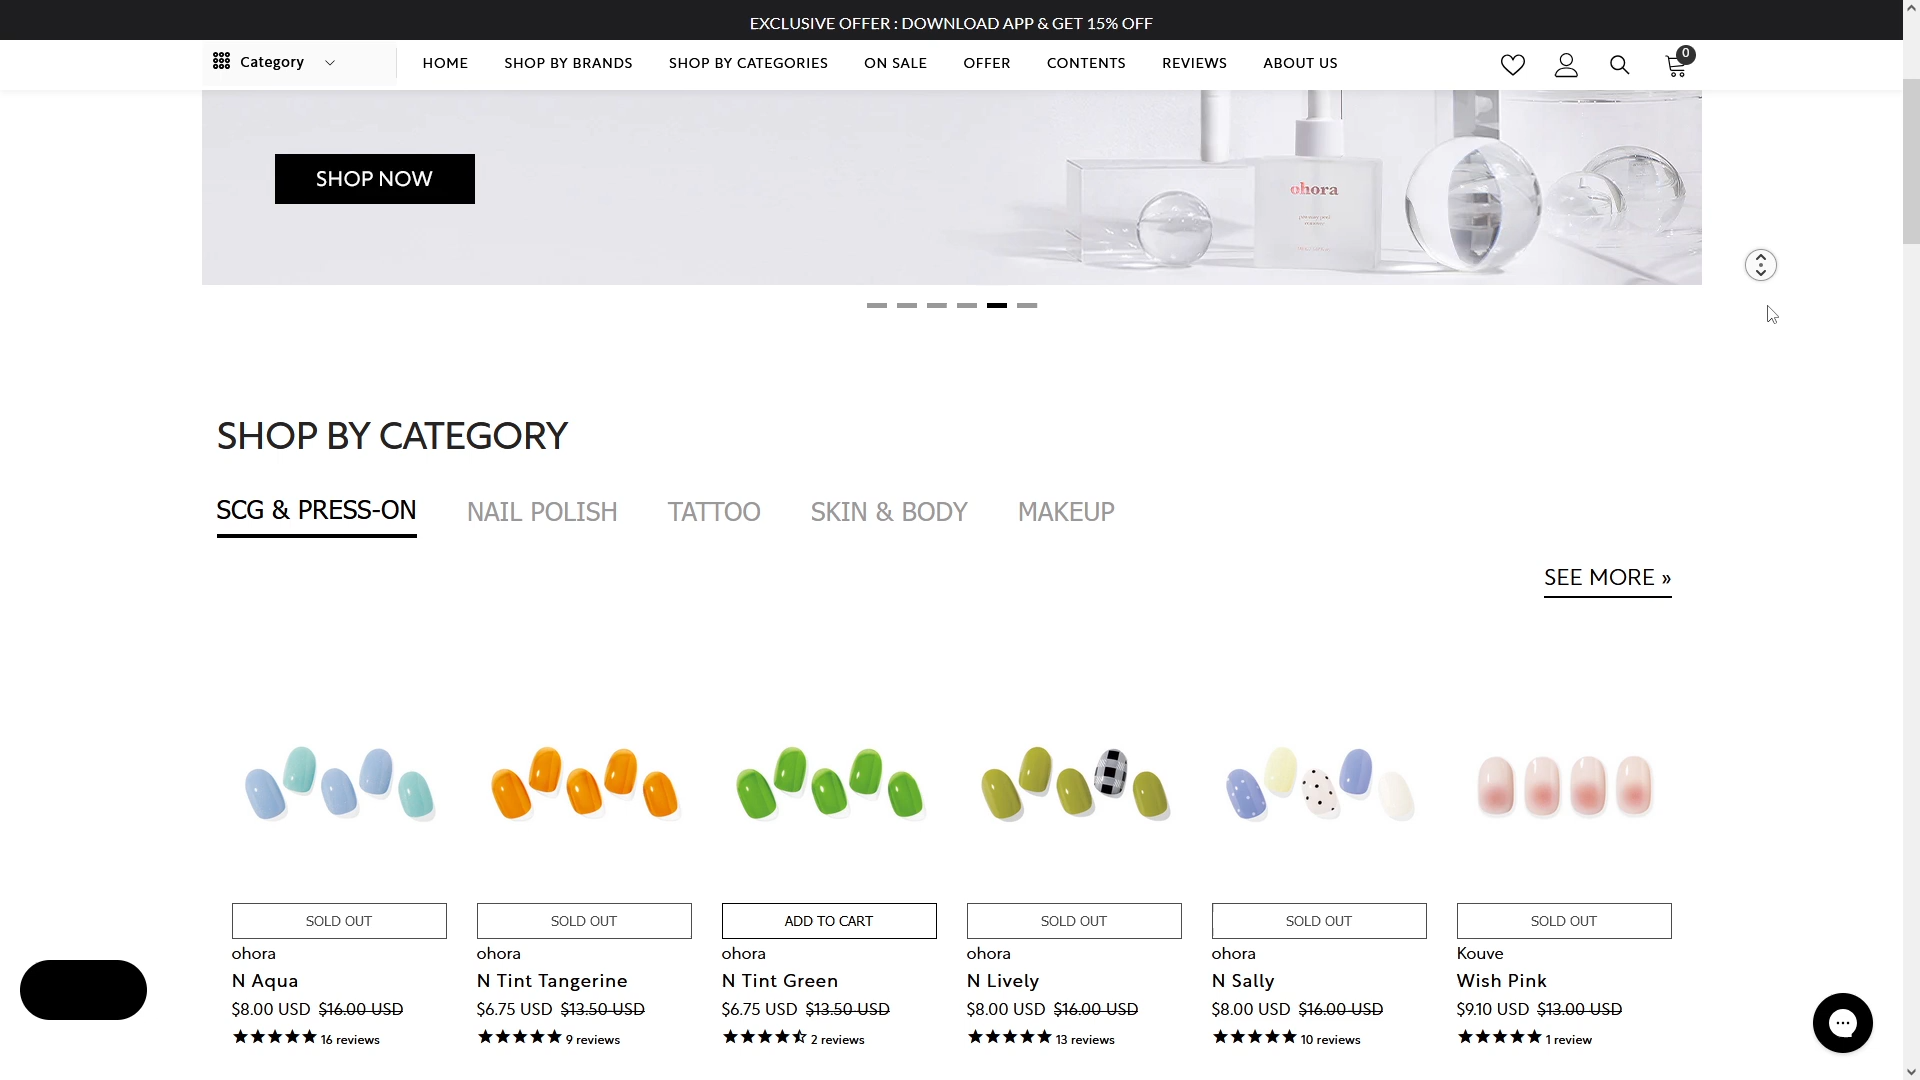 EXCLUSIVE OFFER : DOWNLOAD APP & GET 15% OFF
Category
HOME
SHOP BY BRANDS
SHOP BY CATEGORIES
ON SALE
OFFER
CONTENTS
REVIEWS
ABOUT US
0
SHOP NOW
ohora
SHOP BY CATEGORY
SCG & PRESS-ON
NAIL POLISH
TATTOO
SKIN & BODY
MAKEUP
SEE MORE »
SOLD OUT
SOLD OUT
ADD TO CART
SOLD OUT
SOLD OUT
SOLD OUT
ohora
ohora
ohora
ohora
ohora
Kouve
N Aqua
N Tint Tangerine
N Tint Green
N Lively
N Sally
Wish Pink
$8.00 USD $16.00 USD
$6.75 USD $13.50 USD
$6.75 USD $13.50 USD
$8.00 USD $16.00 USD
$8.00 USD $16.00 USD
$9.10 USD $13.00 USD
16 reviews
9 reviews
2 reviews
13 reviews
10 reviews
1 review